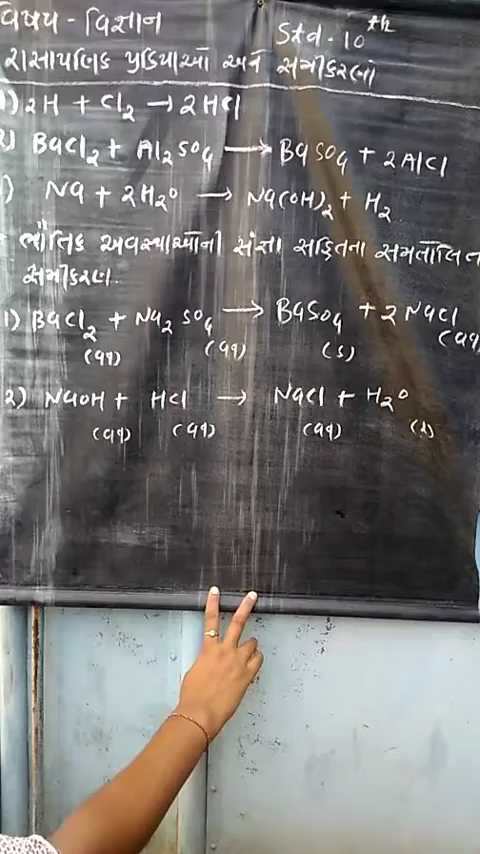 વિષય - વિજ્ઞાન Std - 10th
રાસાયણિક પ્રક્રિયાઓ અને સમીકરણો
1) 2H + Cl₂ → 2HCl
2) BaCl₂ + Al₂SO₄ → BaSO₄ + 2AlCl
) Na + 2H₂O → Na(OH)₂ + H₂
ભૌતિક અવસ્થાઓની સંજ્ઞા સહિતના સમતોલિત
સમીકરણ.
1) BaCl₂ + Na₂SO₄ → BaSO₄ + 2NaCl
(aq) (aq) (s) (aq)
2) NaOH + HCl → NaCl + H₂O
(aq) (aq) (aq) (l)